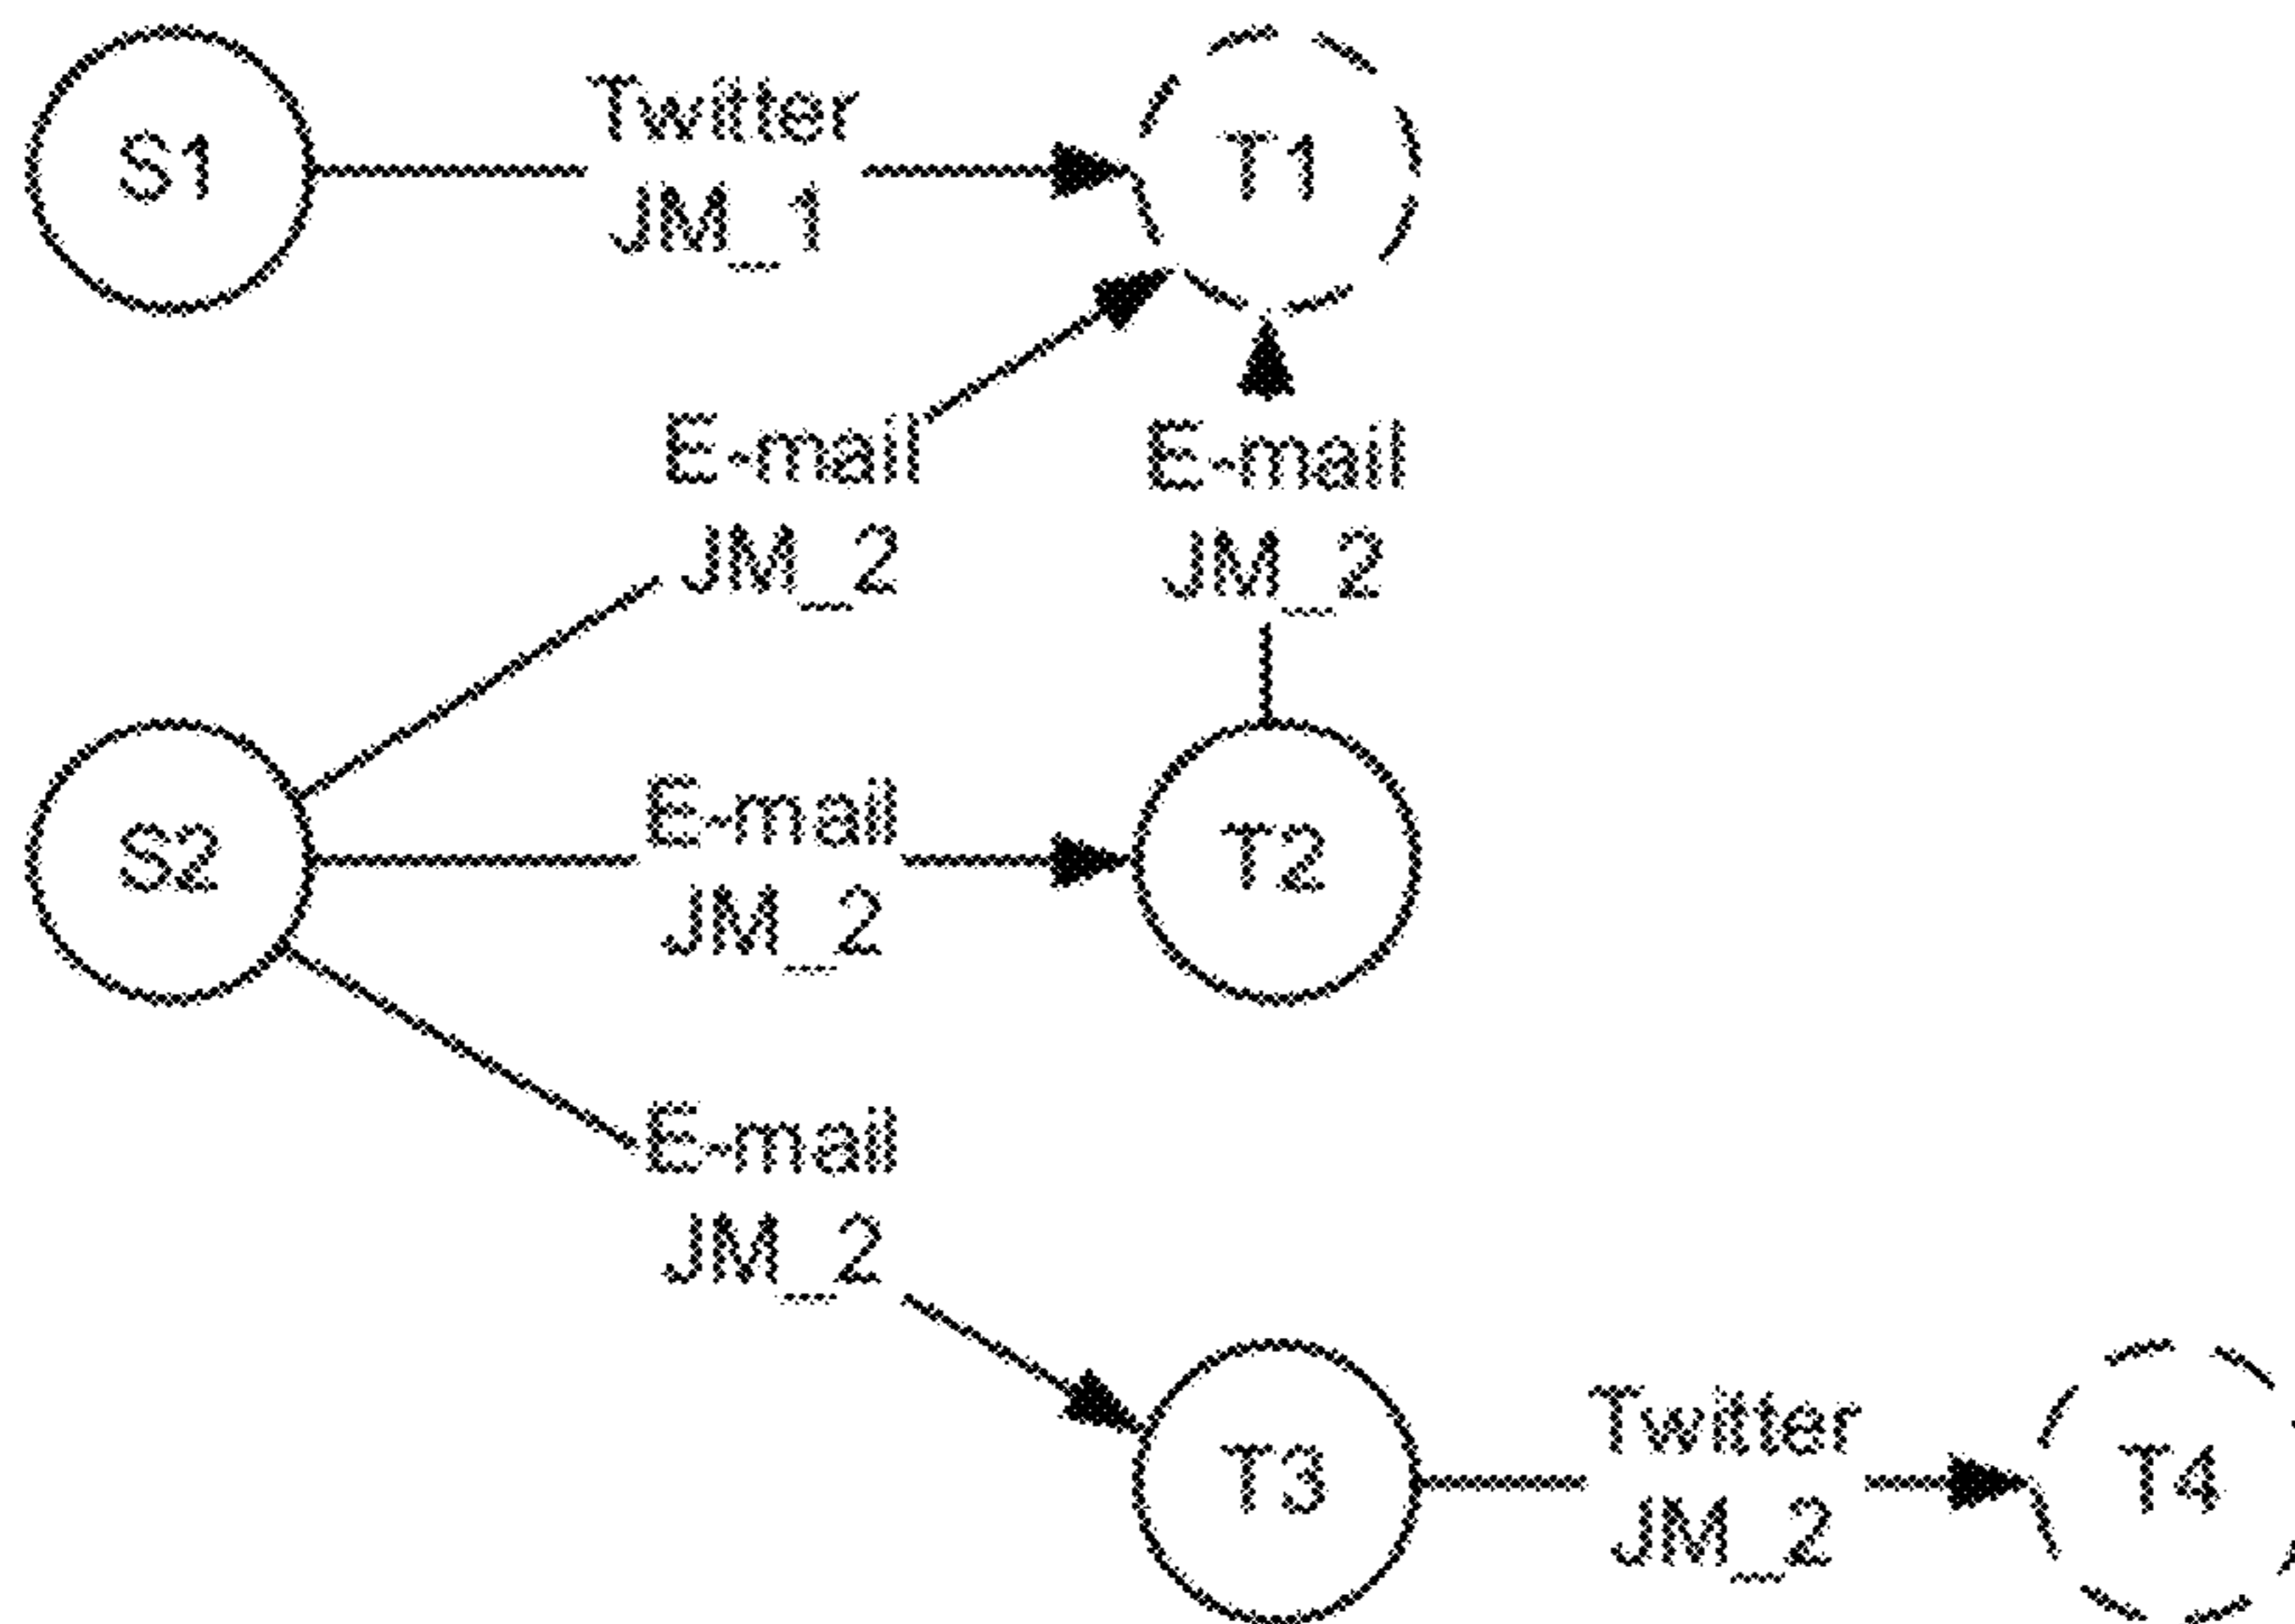 S1
Twitter
JM_1
T1
E-mail
JM_2
E-mail
JM_2
S2
E-mail
JM_2
T2
E-mail
JM_2
T3
Twitter
JM_2
T4